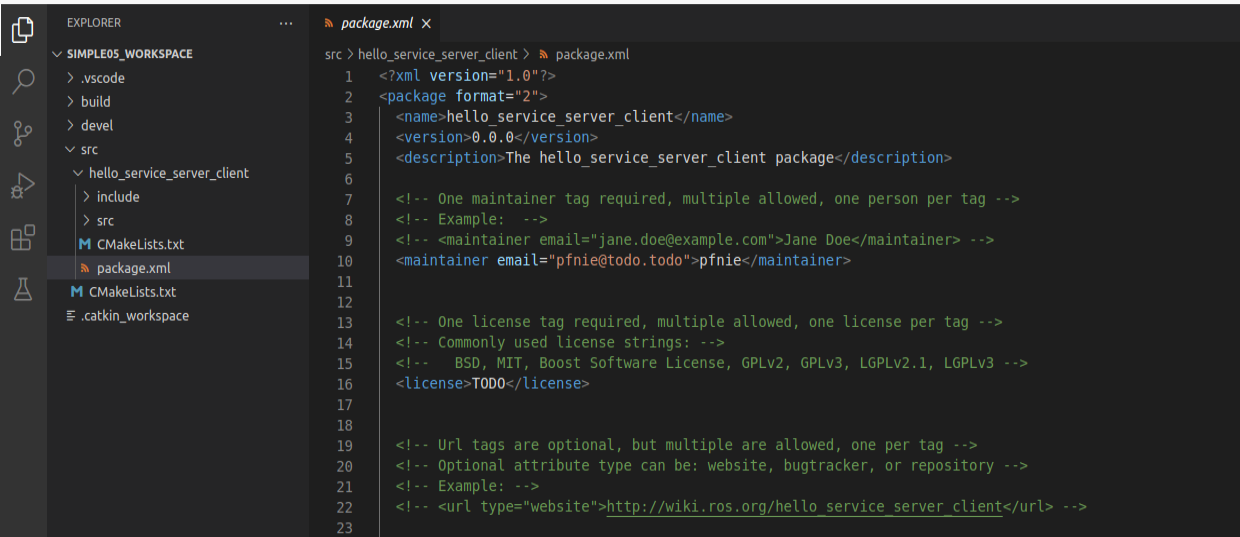 EXPLORER
SIMPLE05_WORKSPACE
.vscode
build
devel
src
hello_service_server_client
include
src
CMakeLists.txt
package.xml
CMakeLists.txt
.catkin_workspace
package.xml
src > hello_service_server_client > package.xml
1 <?xml version="1.0"?>
2 <package format="2">
3 <name>hello_service_server_client</name>
4 <version>0.0.0</version>
5 <description>The hello_service_server_client package</description>
6
7 <!-- One maintainer tag required, multiple allowed, one person per tag -->
8 <!-- Example:  -->
9 <!-- <maintainer email="jane.doe@example.com">Jane Doe</maintainer> -->
10 <maintainer email="pfnie@todo.todo">pfnie</maintainer>
11
12
13 <!-- One license tag required, multiple allowed, one license per tag -->
14 <!-- Commonly used license strings: -->
15 <!--   BSD, MIT, Boost Software License, GPLv2, GPLv3, LGPLv2.1, LGPLv3 -->
16 <license>TODO</license>
17
18
19 <!-- Url tags are optional, but multiple are allowed, one per tag -->
20 <!-- Optional attribute type can be: website, bugtracker, or repository -->
21 <!-- Example: -->
22 <!-- <url type="website">http://wiki.ros.org/hello_service_server_client</url> -->
23